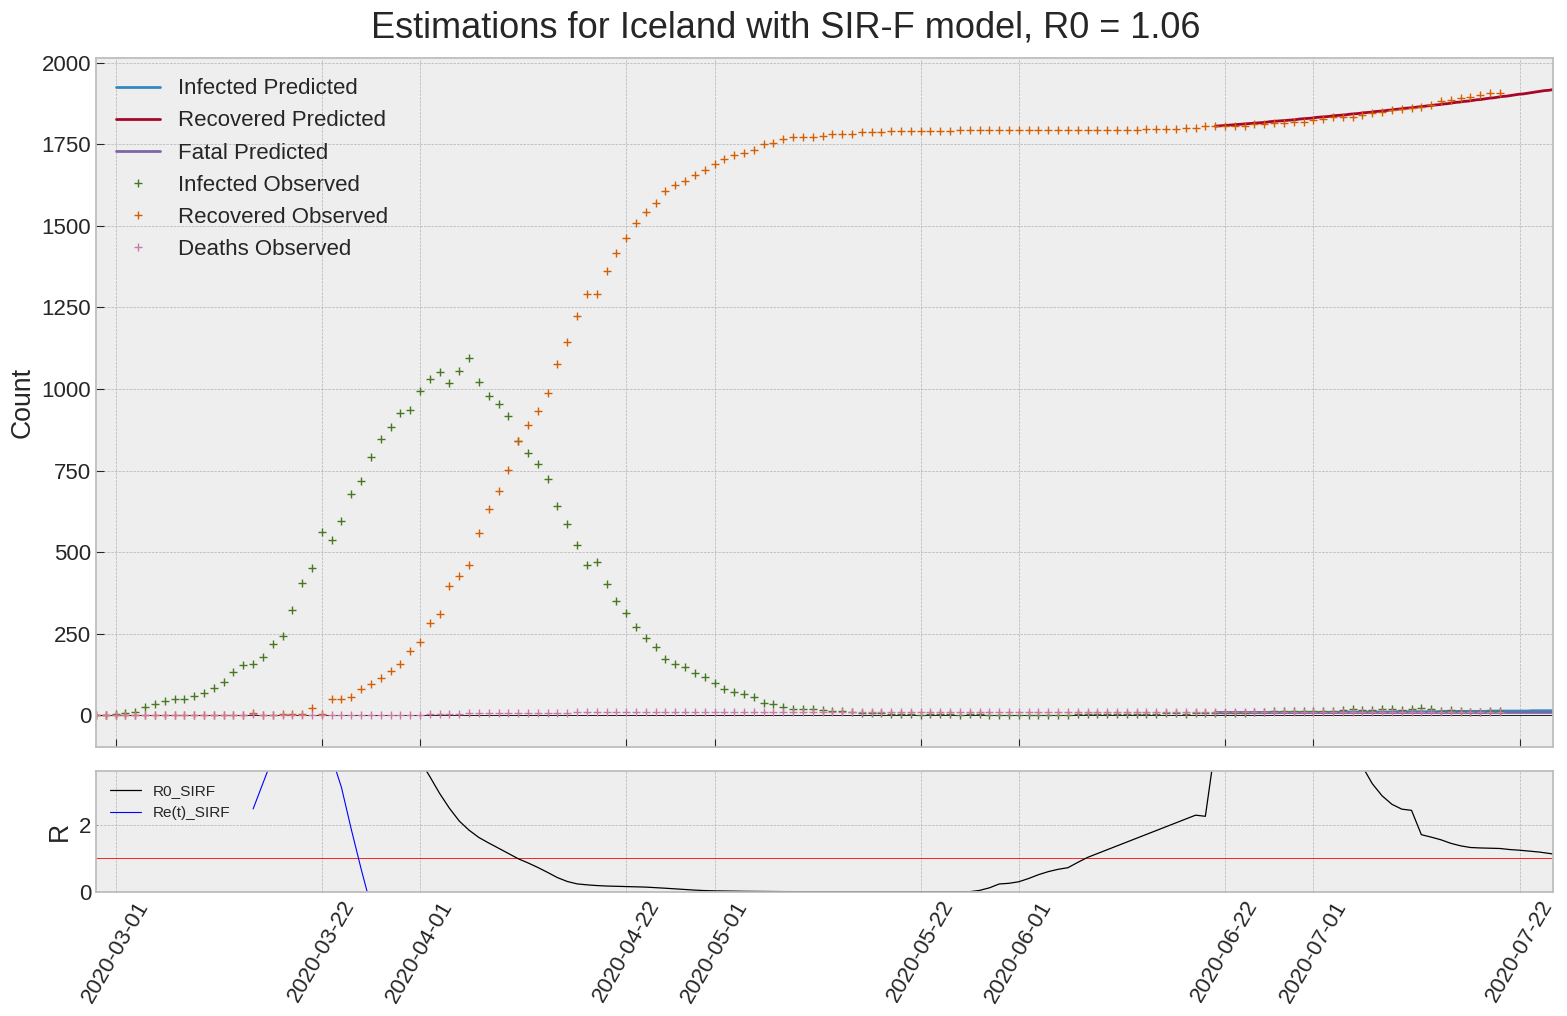 Estimations for Iceland with SIR-F model, R0 = 1.06
2000
1750
1500
1250
1000
750
500
250
0
Count
Infected Predicted
Recovered Predicted
Fatal Predicted
Infected Observed
Recovered Observed
Deaths Observed
R0_SIRF
Re(t)_SIRF
2
0
R
2020-03-01
2020-03-22
2020-04-01
2020-04-22
2020-05-01
2020-05-22
2020-06-01
2020-06-22
2020-07-01
2020-07-22